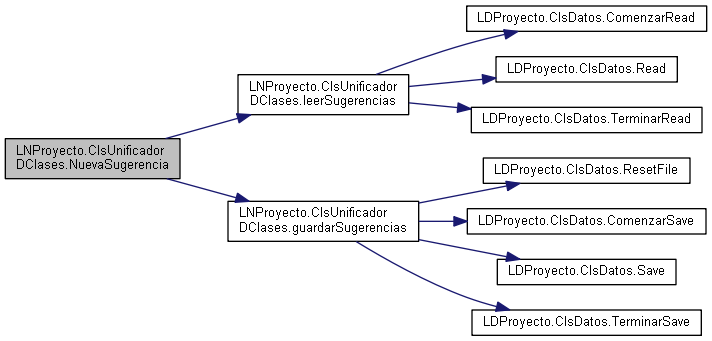 LDProyecto.ClsDatos.ComenzarRead
LDProyecto.ClsDatos.Read
LNProyecto.ClsUnificador
DClases.leerSugerencias
LDProyecto.ClsDatos.TerminarRead
LNProyecto.ClsUnificador
DClases.NuevaSugerencia
LDProyecto.ClsDatos.ResetFile
LNProyecto.ClsUnificador
DClases.guardarSugerencias
LDProyecto.ClsDatos.ComenzarSave
LDProyecto.ClsDatos.Save
LDProyecto.ClsDatos.TerminarSave